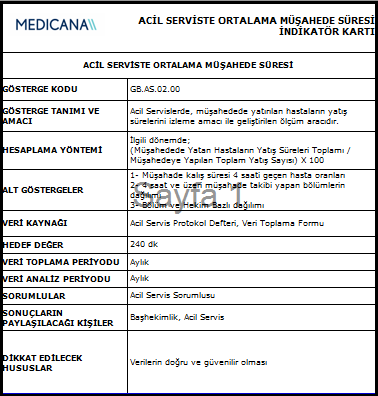 MEDICANA
ACİL SERVİSTE ORTALAMA MÜŞAHEDE SÜRESİ
İNDİKATÖR KARTI
ACİL SERVİSTE ORTALAMA MÜŞAHEDE SÜRESİ
GÖSTERGE KODU
GB.AS.02.00
GÖSTERGE TANIMI VE
AMACI
Acil Servislerde, müşahedede yatırılan hastaların yatış
sürelerini izleme amacı ile geliştirilen ölçüm aracıdır.
HESAPLAMA YÖNTEMİ
İlgili dönemde;
(Müşahedede Yatan Hastaların Yatış Süreleri Toplamı /
Müşahedeye Yapılan Toplam Yatış Sayısı) X 100
ALT GÖSTERGELER
1- Müşahade kalış süresi 4 saati geçen hasta oranları
2- 4 saat ve üzeri müşahade takibi yapan bölümlerin
dağılımı
3- Bölüm ve Hekim Bazlı dağılımı
Sayfa 1
VERİ KAYNAĞI
Acil Servis Protokol Defteri, Veri Toplama Formu
HEDEF DEĞER
240 dk
VERİ TOPLAMA PERİYODU
Aylık
VERİ ANALİZ PERİYODU
Aylık
SORUMLULAR
Acil Servis Sorumlusu
SONUÇLARIN
PAYLAŞILACAĞI KİŞİLER
Başhekimlik, Acil Servis
DİKKAT EDİLECEK
HUSUSLAR
Verilerin doğru ve güvenilir olması